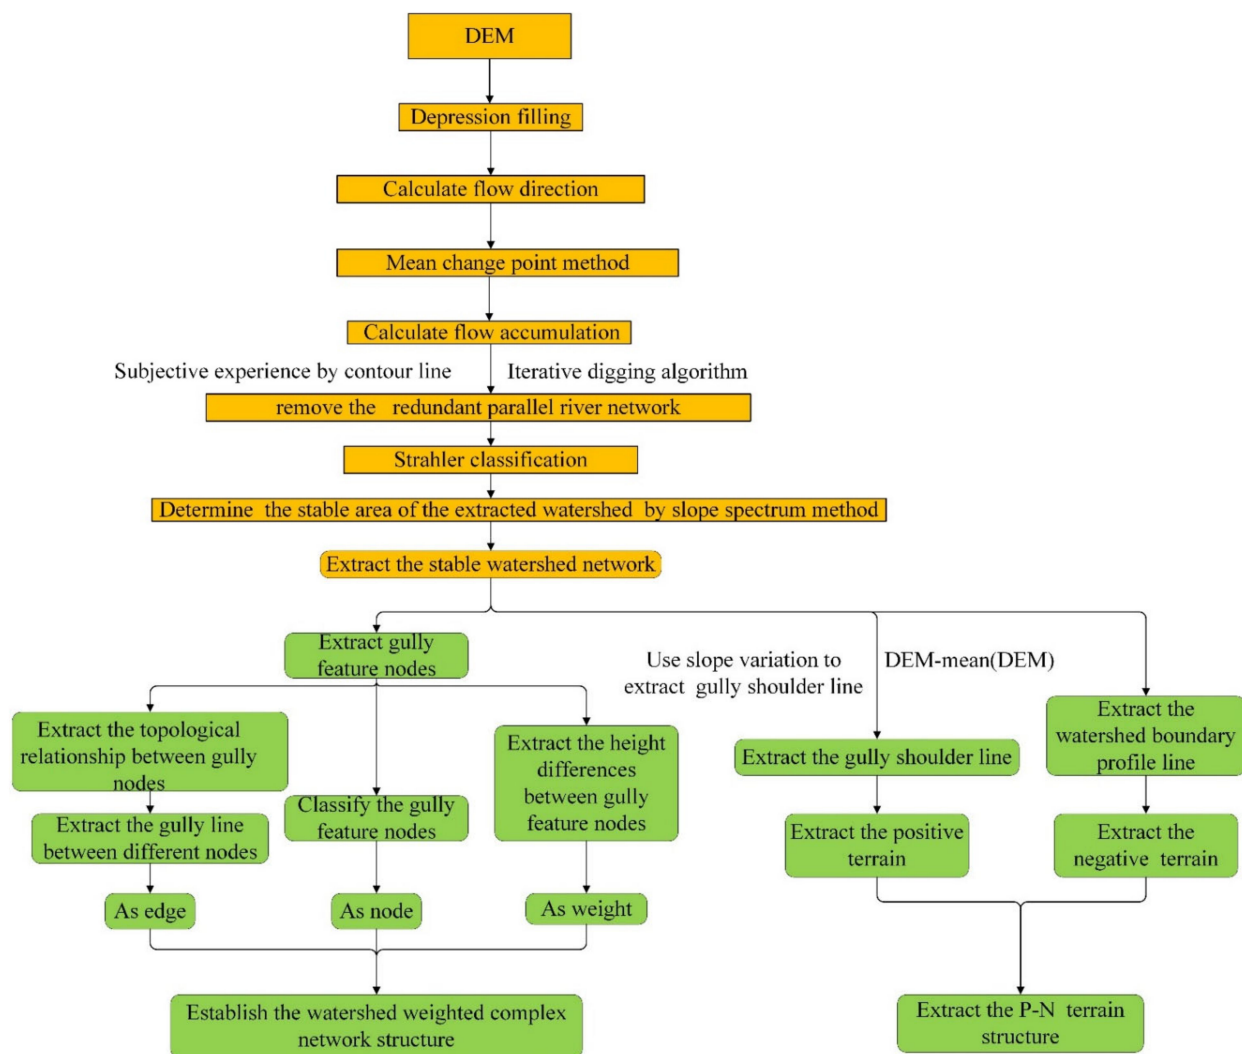 DEM
Depression filling
Calculate flow direction
Mean change point method
Calculate flow accumulation
Subjective experience by contour line
Iterative digging algorithm
remove the redundant parallel river network
Strahler classification
Determine the stable area of the extracted watershed by slope spectrum method
Extract the stable watershed network
Extract gully
feature nodes
Use slope variation to
extract gully shoulder line
DEM-mean(DEM)
Extract the topological
relationship between gully
nodes
Extract the gully line
between different nodes
As edge
Classify the gully
feature nodes
As node
Extract the height
differences
between gully
feature nodes
As weight
Establish the watershed weighted complex
network structure
Extract the gully shoulder line
Extract the positive
terrain
Extract the
watershed boundary
profile line
Extract the
negative terrain
Extract the P-N terrain
structure